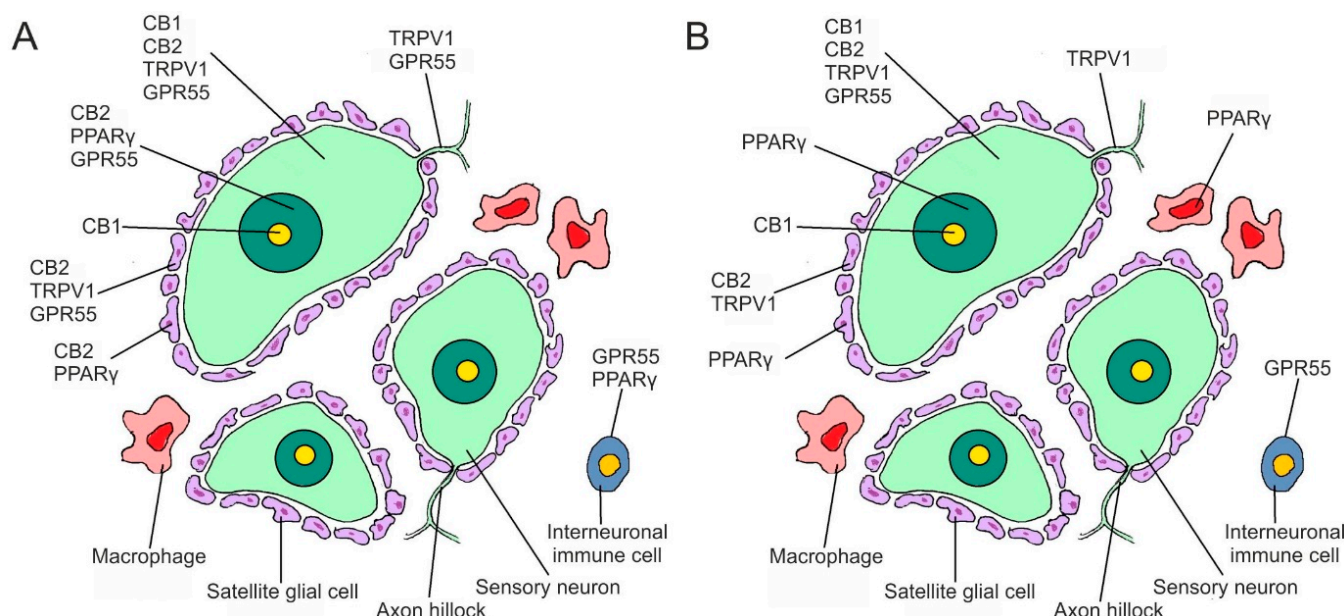 A
CB1
CB2
TRPV1
GPR55
TRPV1
GPR55
CB2
PPARγ
GPR55
CB1
CB2
TRPV1
GPR55
CB2
PPARγ
GPR55
PPARγ
Macrophage
Satellite glial cell
Axon hillock
Sensory neuron
Interneuronal
immune cell
B
CB1
CB2
TRPV1
GPR55
TRPV1
PPARγ
PPARγ
CB1
CB2
TRPV1
PPARγ
GPR55
Macrophage
Satellite glial cell
Axon hillock
Sensory neuron
Interneuronal
immune cell